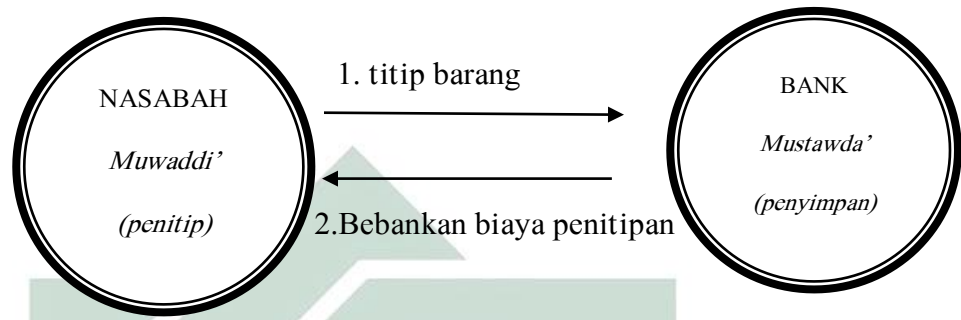 NASABAH
Muwaddi’
(penitip)
1. titip barang
2.Bebankan biaya penitipan
BANK
Mustawda’
(penyimpan)